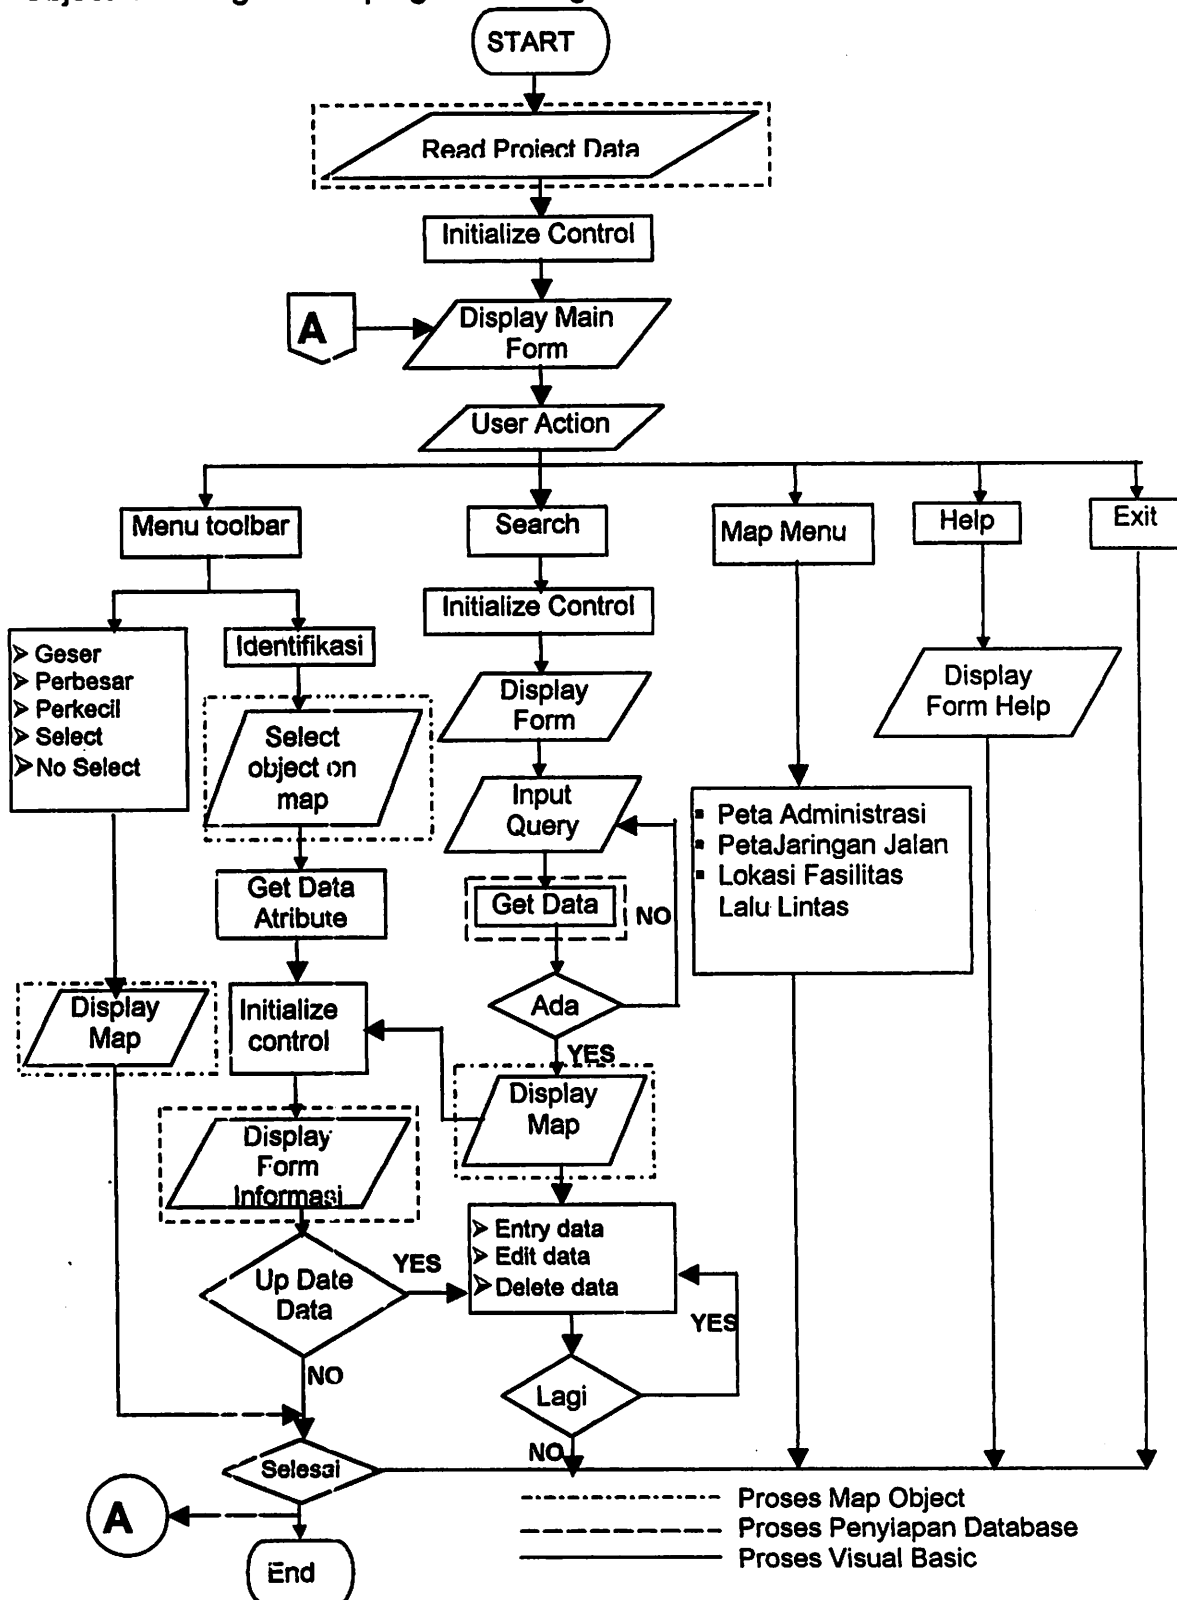 START
Read Project Data
Initialize Control
A
Display Main
Form
User Action
Menu toolbar
Search
Map Menu
Help
Exit
Geser
Perbesar
Perkecil
Select
No Select
Identifikasi
Select
object on
map
Get Data
Atribute
Initialize
control
Display
Map
Display
Form
Informasi
Up Date
Data
YES
NO
Initialize Control
Display
Form
Input
Query
Get Data
NO
Ada
YES
Display
Map
Entry data
Edit data
Delete data
YES
Lagi
NO
Peta Administrasi
PetaJaringan Jalan
Lokasi Fasilitas
Lalu Lintas
Display
Form Help
Selesai
A
End
Proses Map Object
Proses Penyiapan Database
Proses Visual Basic